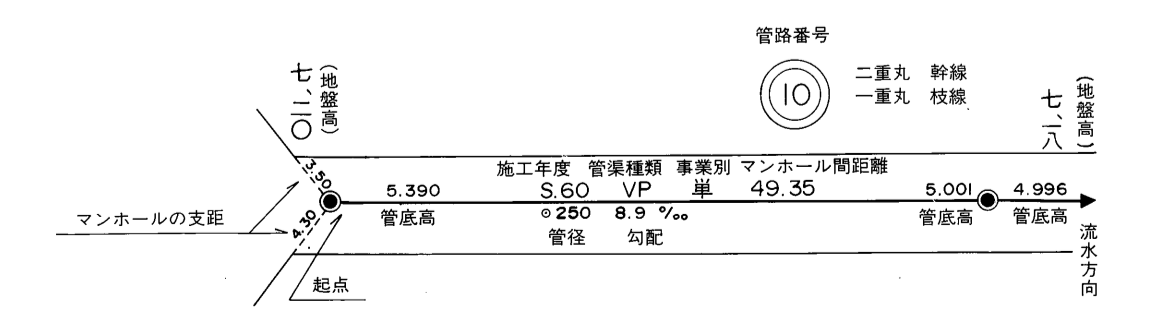 管路番号
10
二重丸 幹線
一重丸 枝線
七、二〇
(地盤高)
七、一八
(地盤高)
施工年度 管渠種類 事業別 マンホール間距離
3.50
5.390 S.60 VP 単 49.35 5.001 4.996
管底高 ⊙250 8.9 ‰ 管底高 管底高
管径 勾配
4.30
マンホールの支距
起点
流水方向